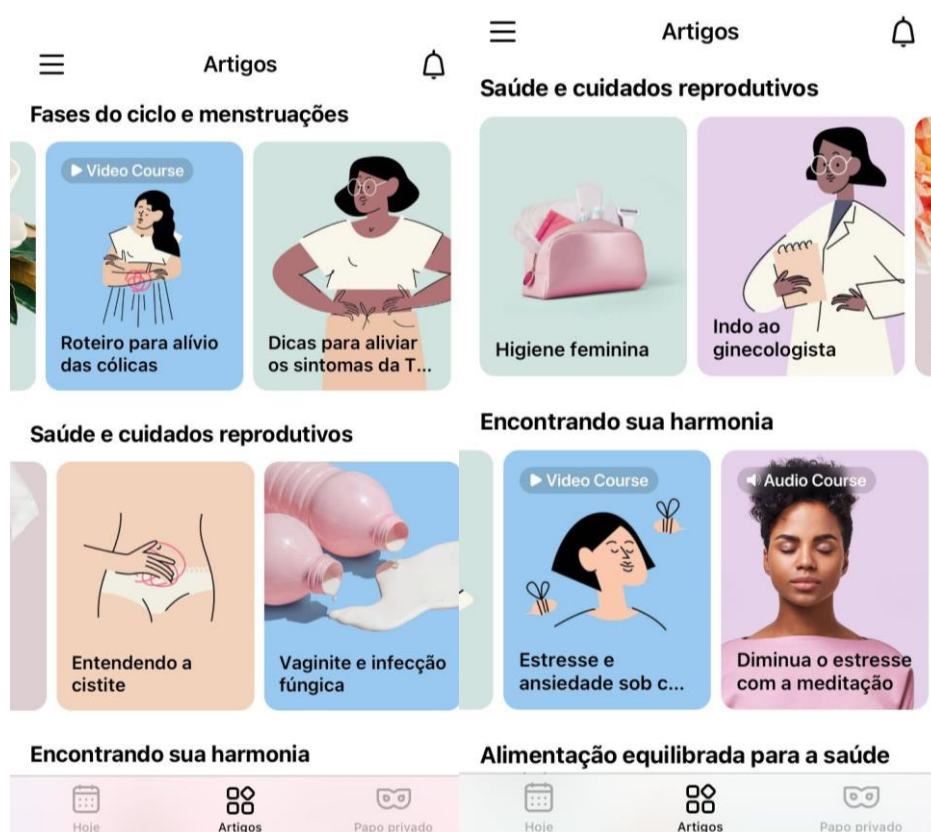 Artigos
Fases do ciclo e menstruações
Video Course
Roteiro para alívio
das cólicas
Dicas para aliviar
os sintomas da T...
Saúde e cuidados reprodutivos
Entendendo a
cistite
Vaginite e infecção
fúngica
Encontrando sua harmonia
Hoje
Artigos
Papo privado
Artigos
Saúde e cuidados reprodutivos
Higiene feminina
Indo ao
ginecologista
Encontrando sua harmonia
Video Course
Estresse e
ansiedade sob c...
Audio Course
Diminua o estresse
com a meditação
Alimentação equilibrada para a saúde
Hoje
Artigos
Papo privado